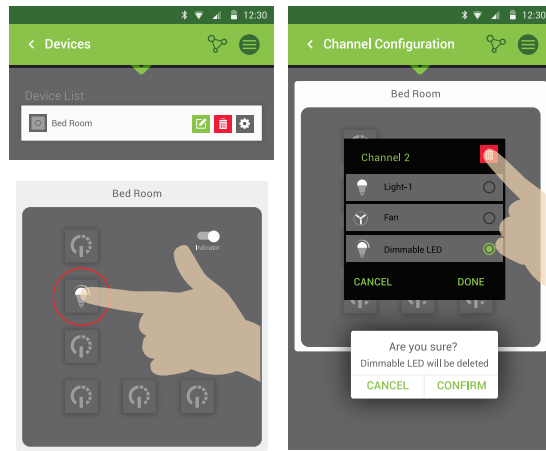 12:30
Devices
Device List
Bed Room
Bed Room
Indicator
12:30
Channel Configuration
Bed Room
Channel 2
Light-1
Fan
Dimmable LED
CANCEL DONE
Are you sure?
Dimmable LED will be deleted
CANCEL CONFIRM